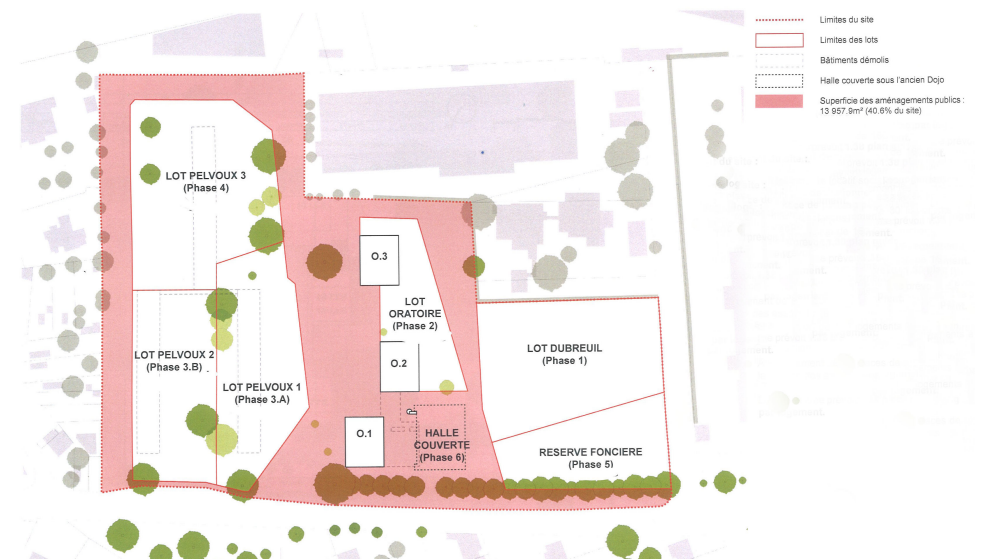 Limites du site
Limites des lots
Bâtiments démolis
Halle couverte sous l'ancien Dojo
Superficie des aménagements publics :
13 957.9m² (40.6% du site)
LOT PELVOUX 3
(Phase 4)
O.3
LOT
ORATOIRE
(Phase 2)
LOT PELVOUX 2
(Phase 3.B)
LOT PELVOUX 1
(Phase 3.A)
O.2
LOT DUBREUIL
(Phase 1)
O.1
HALLE
COUVERTE
(Phase 6)
RESERVE FONCIERE
(Phase 5)